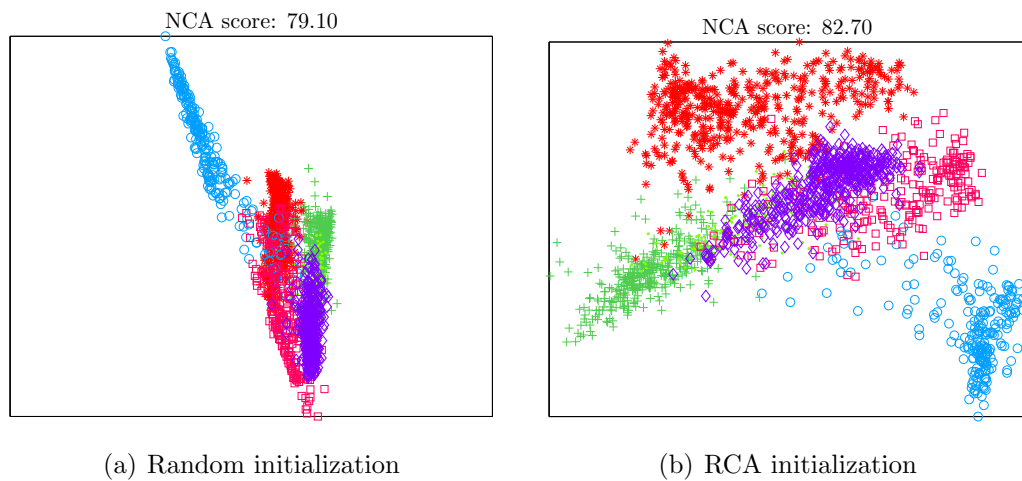 NCA score: 79.10
NCA score: 82.70
(a) Random initialization
(b) RCA initialization